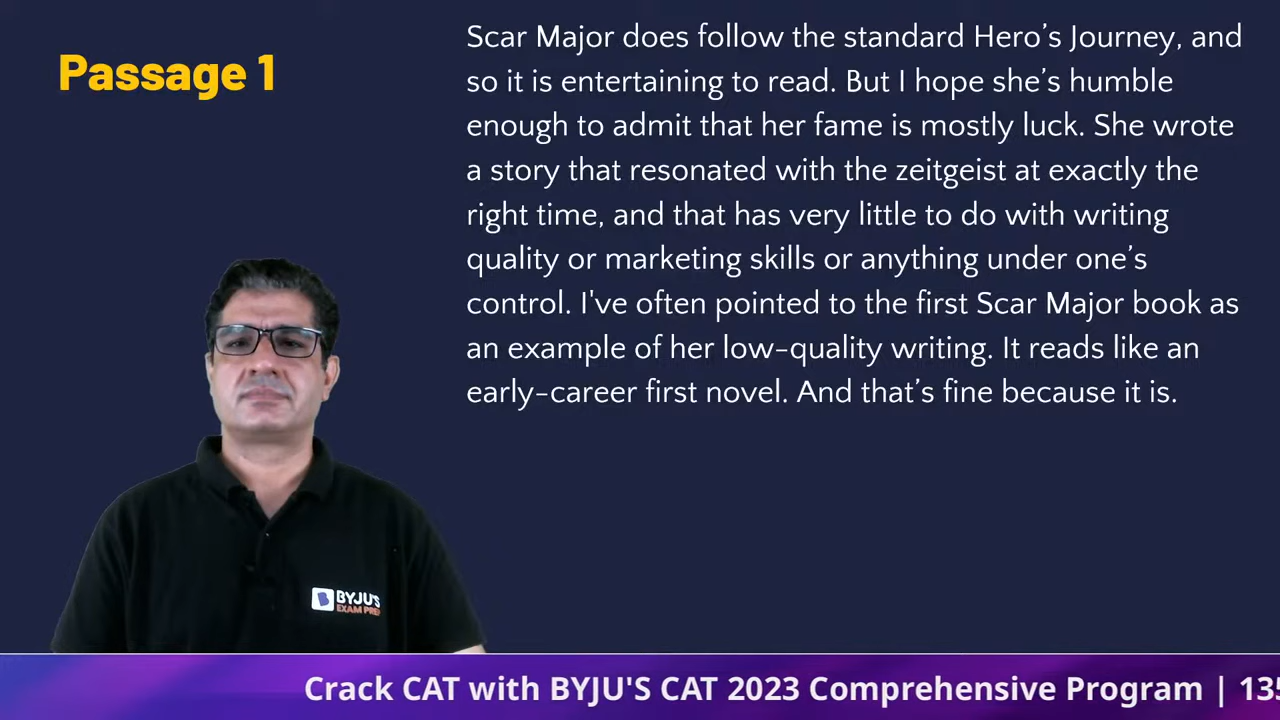 Passage 1
Scar Major does follow the standard Hero's Journey, and
so it is entertaining to read. But I hope she's humble
enough to admit that her fame is mostly luck. She wrote
a story that resonated with the zeitgeist at exactly the
right time, and that has very little to do with writing
quality or marketing skills or anything under one's
control. I've often pointed to the first Scar Major book as
an example of her low-quality writing. It reads like an
early-career first novel. And that's fine because it is.
BYJU'S
EXAM PREP
Crack CAT with BYJU'S CAT 2023 Comprehensive Program | 135